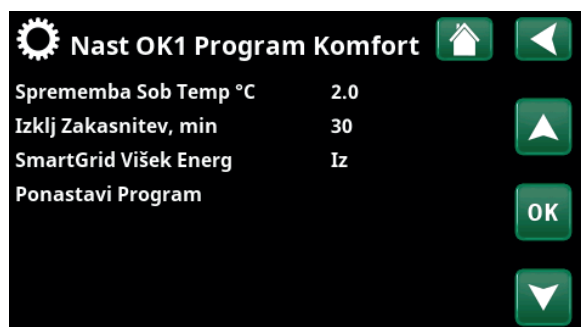 Nast OK1 Program Komfort
Sprememba Sob Temp °C 2.0
Izklj Zakasnitev, min 30
SmartGrid Višek Energ Iz
Ponastavi Program
OK